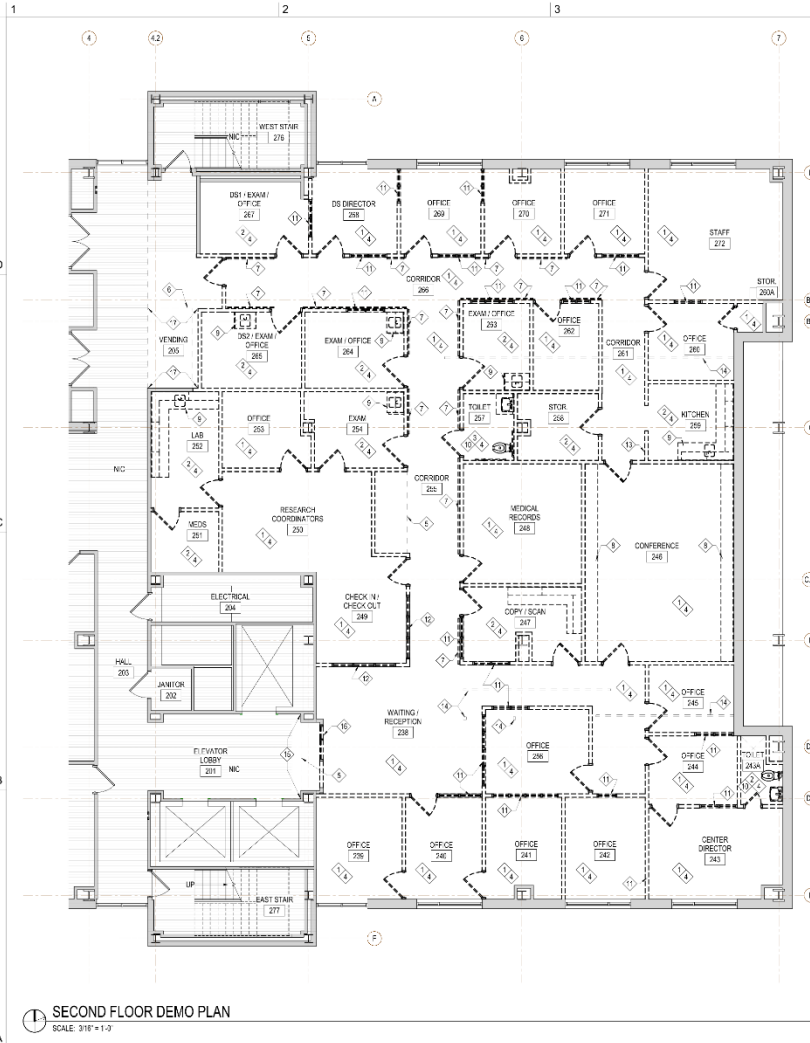 1
2
3
4
4.2
5
6
7
A
WEST STAIR
276
NIC
DS1 / EXAM /
OFFICE
267
DS DIRECTOR
268
OFFICE
269
OFFICE
270
OFFICE
271
STAFF
272
CORRIDOR
266
STOR.
260A
VENDING
205
DS2 / EXAM /
OFFICE
265
EXAM / OFFICE
264
EXAM / OFFICE
263
OFFICE
262
CORRIDOR
261
OFFICE
260
LAB
252
OFFICE
253
EXAM
254
TOILET
257
STOR.
258
KITCHEN
259
NIC
CORRIDOR
255
MEDS
251
RESEARCH
COORDINATORS
250
MEDICAL
RECORDS
248
CONFERENCE
246
ELECTRICAL
204
CHECK IN /
CHECK OUT
249
COPY / SCAN
247
HALL
203
JANITOR
202
WAITING /
RECEPTION
238
OFFICE
245
ELEVATOR
LOBBY
201
NIC
OFFICE
256
OFFICE
244
TOILET
243A
OFFICE
239
OFFICE
240
OFFICE
241
OFFICE
242
CENTER
DIRECTOR
243
UP
EAST STAIR
277
F
SECOND FLOOR DEMO PLAN
SCALE: 3/16" = 1'-0"